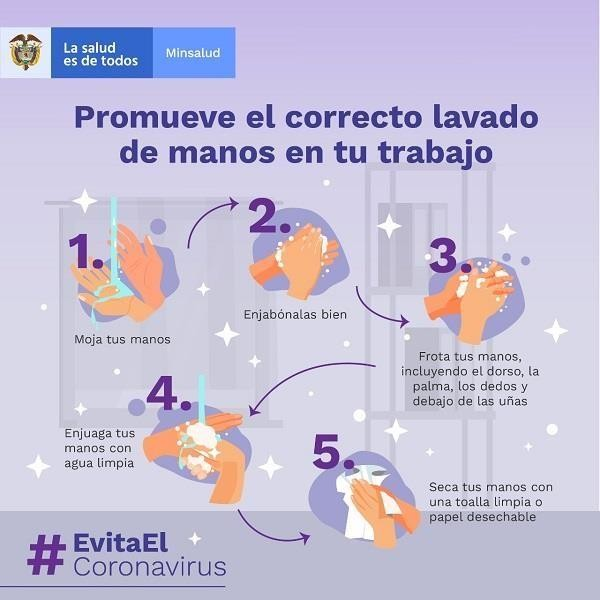 La salud
es de todos
Minsalud
Promueve el correcto lavado
de manos en tu trabajo
1.
Moja tus manos
2.
Enjabónalas bien
3.
Frota tus manos,
incluyendo el dorso, la
palma, los dedos y
debajo de las uñas
4.
Enjuaga tus
manos con
agua limpia
5.
Seca tus manos con
una toalla limpia o
papel desechable
#EvitaEl
Coronavirus